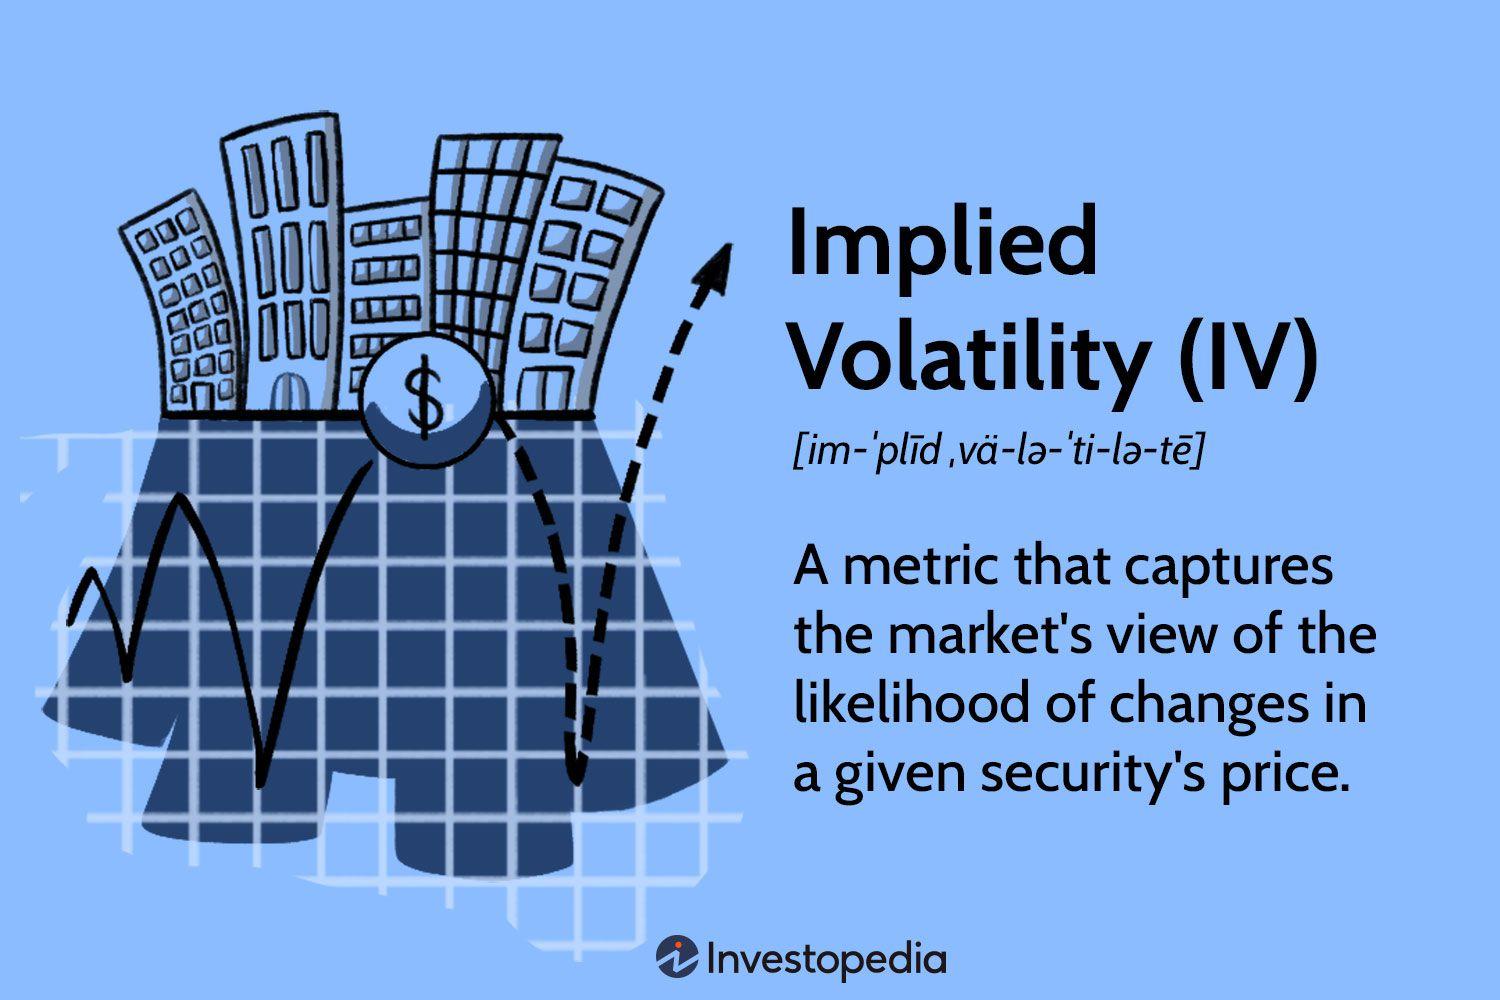 $
Implied
Volatility (IV)
[im-ˈplīd ˌvä-lə-ˈti-lə-tē]
A metric that captures
the market's view of the
likelihood of changes in
a given security's price.
Investopedia